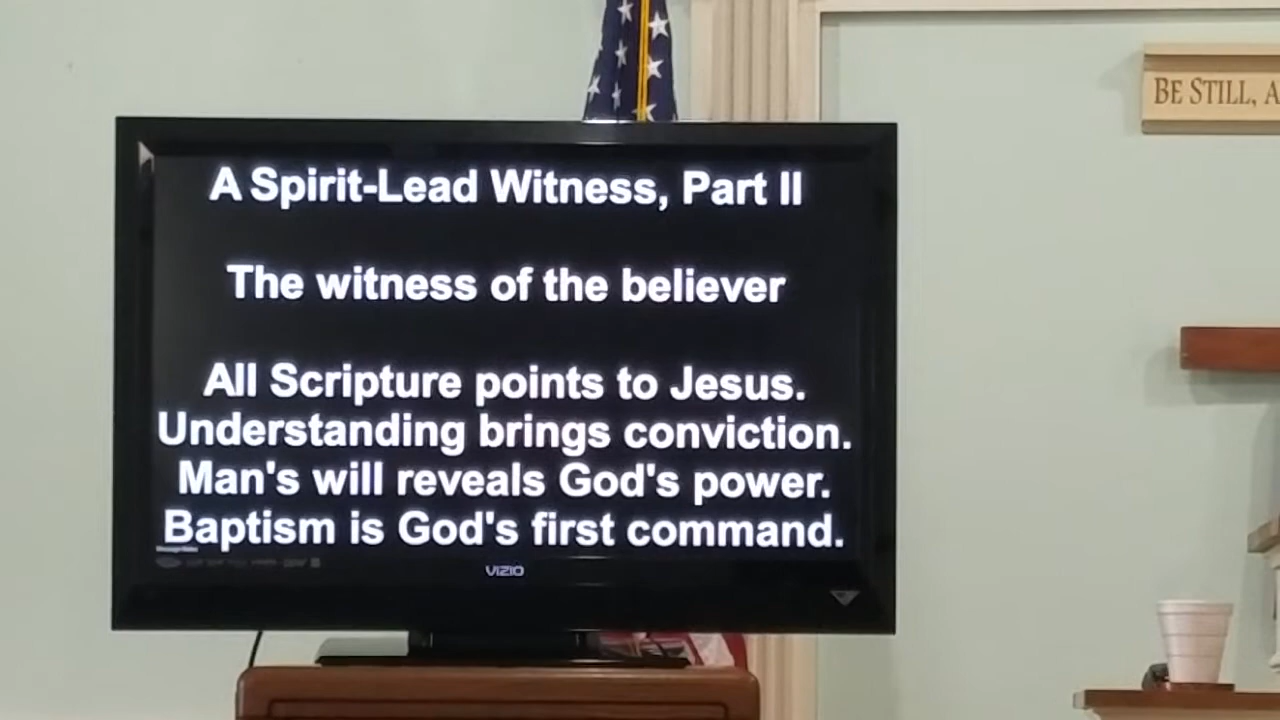 BE STILL, A
A Spirit-Lead Witness, Part II
The witness of the believer
All Scripture points to Jesus.
Understanding brings conviction.
Man's will reveals God's power.
Baptism is God's first command.
VIZIO